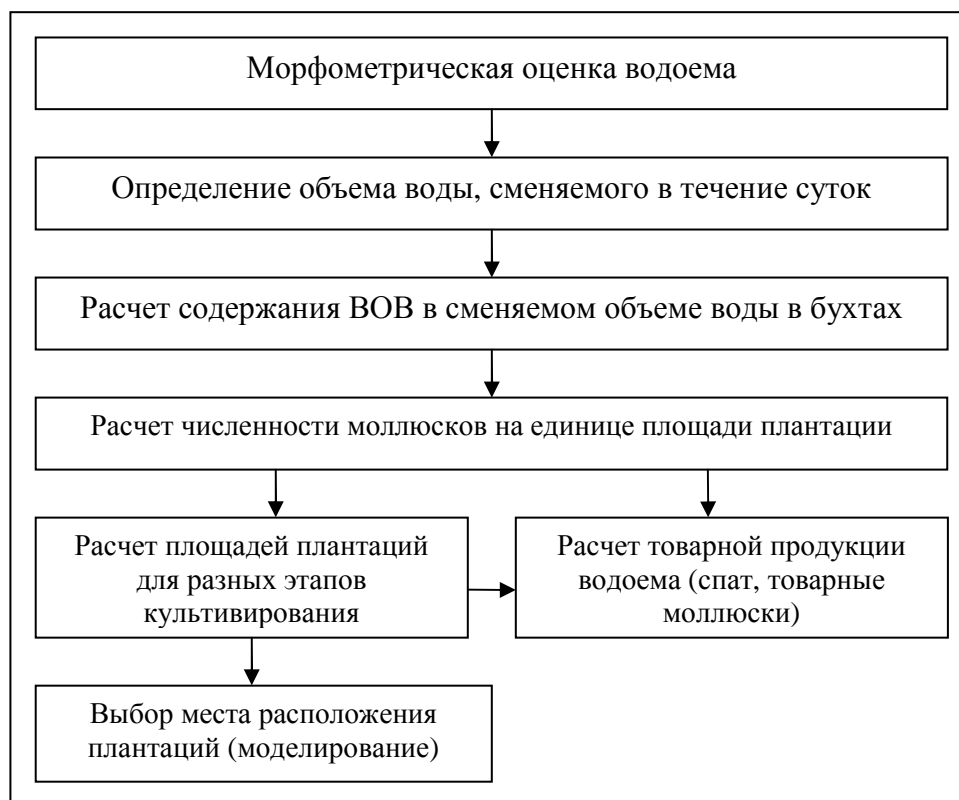 Морфометрическая оценка водоема
Определение объема воды, сменяемого в течение суток
Расчет содержания ВОВ в сменяемом объеме воды в бухтах
Расчет численности моллюсков на единице площади плантации
Расчет площадей плантаций
для разных этапов
культивирования
Расчет товарной продукции
водоема (спат, товарные
моллюски)
Выбор места расположения
плантаций (моделирование)